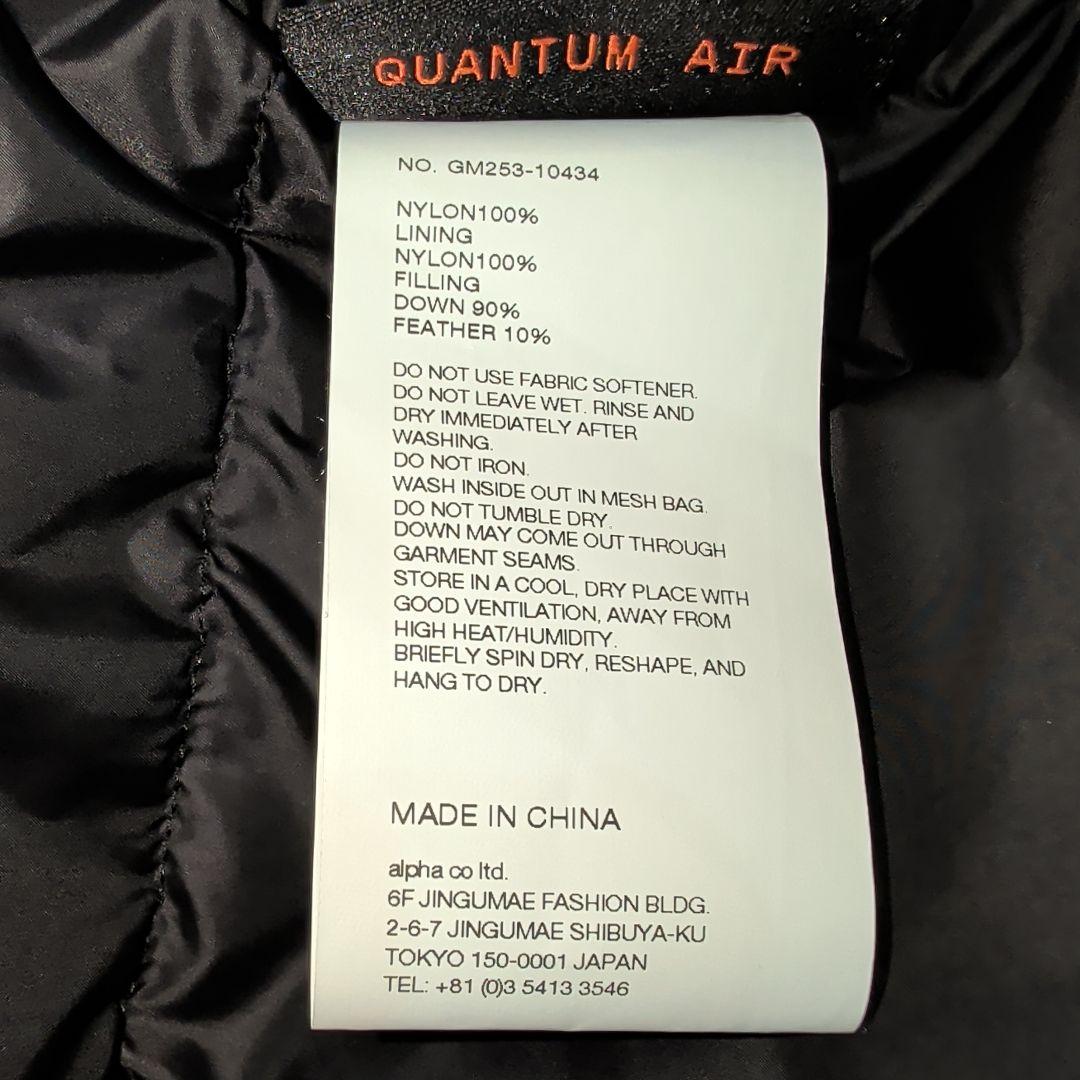 QUANTUM AIR
NO. GM253-10434
NYLON100%
LINING
NYLON100%
FILLING
DOWN 90%
FEATHER 10%
DO NOT USE FABRIC SOFTENER.
DO NOT LEAVE WET. RINSE AND
DRY IMMEDIATELY AFTER
WASHING.
DO NOT IRON.
WASH INSIDE OUT IN MESH BAG.
DO NOT TUMBLE DRY.
DOWN MAY COME OUT THROUGH
GARMENT SEAMS.
STORE IN A COOL, DRY PLACE WITH
GOOD VENTILATION, AWAY FROM
HIGH HEAT/HUMIDITY.
BRIEFLY SPIN DRY, RESHAPE, AND
HANG TO DRY.
MADE IN CHINA
alpha co ltd.
6F JINGUMAE FASHION BLDG.
2-6-7 JINGUMAE SHIBUYA-KU
TOKYO 150-0001 JAPAN
TEL: +81 (0)3 5413 3546